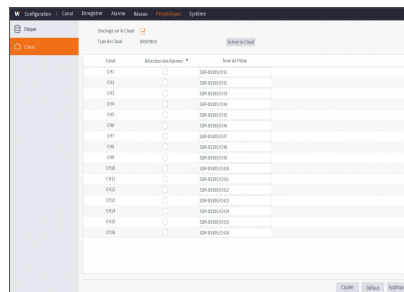 W Configuration | Canal Enregistrer Alarme Réseau Périphérique Système
Disque
Cloud
Stockage sur le Cloud
Type de Cloud DROPBOX Activer le Cloud
Canal Détection des Alarmes Nom de Pilote
CH1 SDR-B5305/CH1
CH2 SDR-B5305/CH2
CH3 SDR-B5305/CH3
CH4 SDR-B5305/CH4
CH5 SDR-B5305/CH5
CH6 SDR-B5305/CH6
CH7 SDR-B5305/CH7
CH8 SDR-B5305/CH8
CH9 SDR-B5305/CH9
CH10 SDR-B5305/CH10
CH11 SDR-B5305/CH11
CH12 SDR-B5305/CH12
CH13 SDR-B5305/CH13
CH14 SDR-B5305/CH14
CH15 SDR-B5305/CH15
CH16 SDR-B5305/CH16
Copier Défaut Appliqu